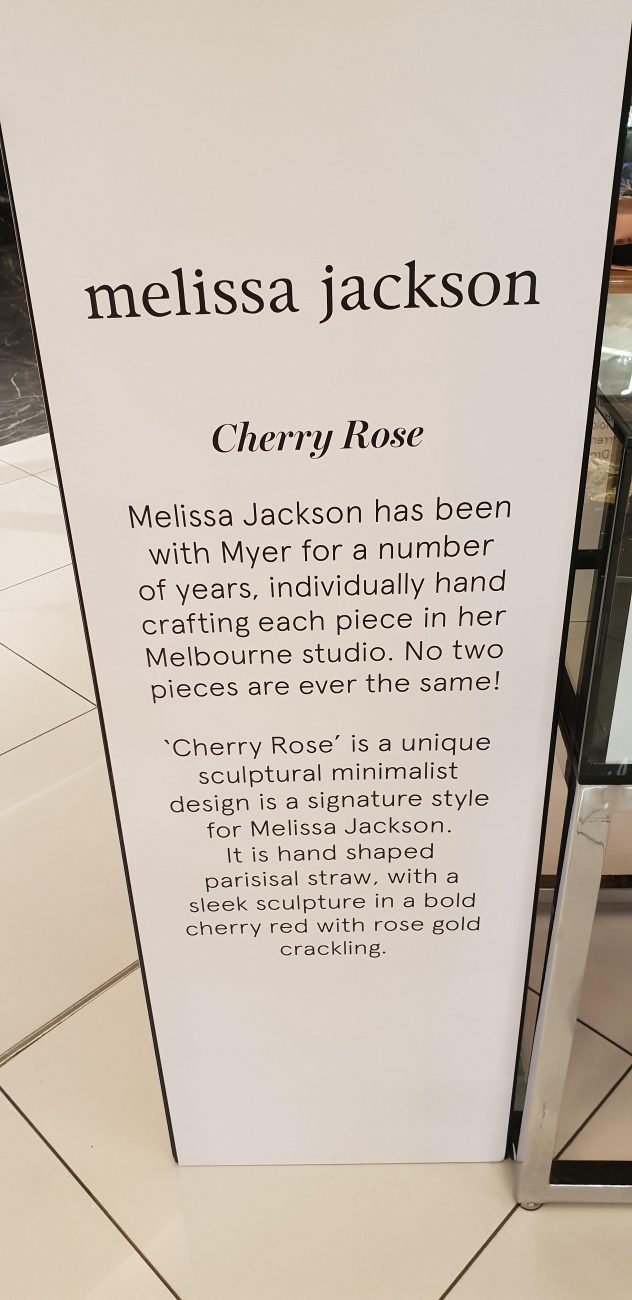 melissa jackson
Cherry Rose
Melissa Jackson has been
with Myer for a number
of years, individually hand
crafting each piece in her
Melbourne studio. No two
pieces are ever the same!
‘Cherry Rose’ is a unique
sculptural minimalist
design is a signature style
for Melissa Jackson.
It is hand shaped
parisisal straw, with a
sleek sculpture in a bold
cherry red with rose gold
crackling.